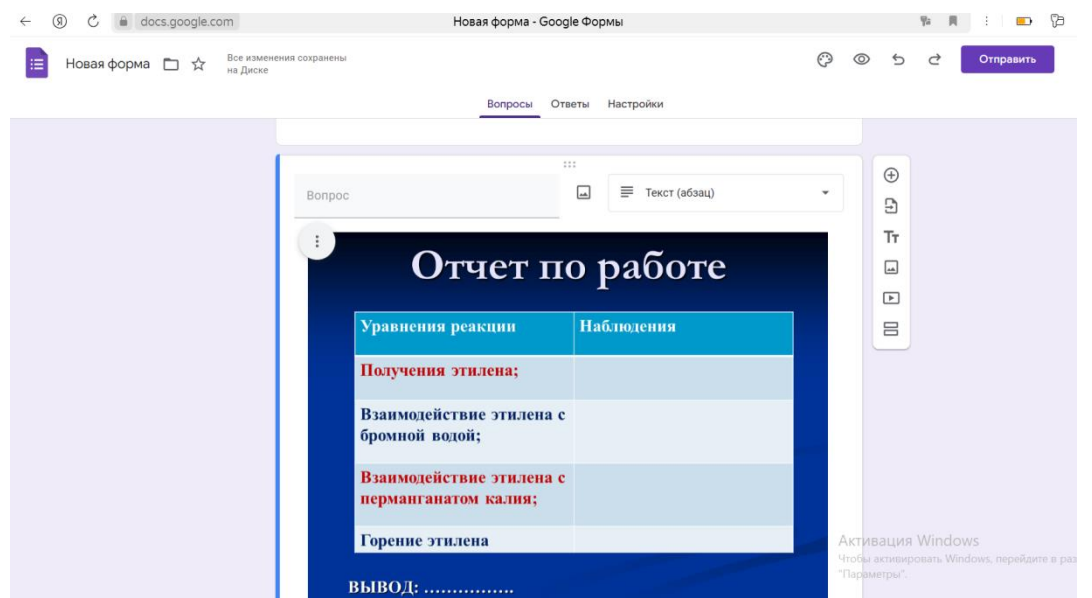 docs.google.com
Новая форма - Google Формы
Новая форма
Все изменения сохранены
на Диске
Отправить
Вопросы Ответы Настройки
Вопрос
Текст (абзац)
Тт
Отчет по работе
Уравнения реакции
Наблюдения
Получения этилена;
Взаимодействие этилена с
бромной водой;
Взаимодействие этилена с
перманганатом калия;
Горение этилена
ВЫВОД: ................
Активация Windows
Чтобы активировать Windows, перейдите в раз
"Параметры".